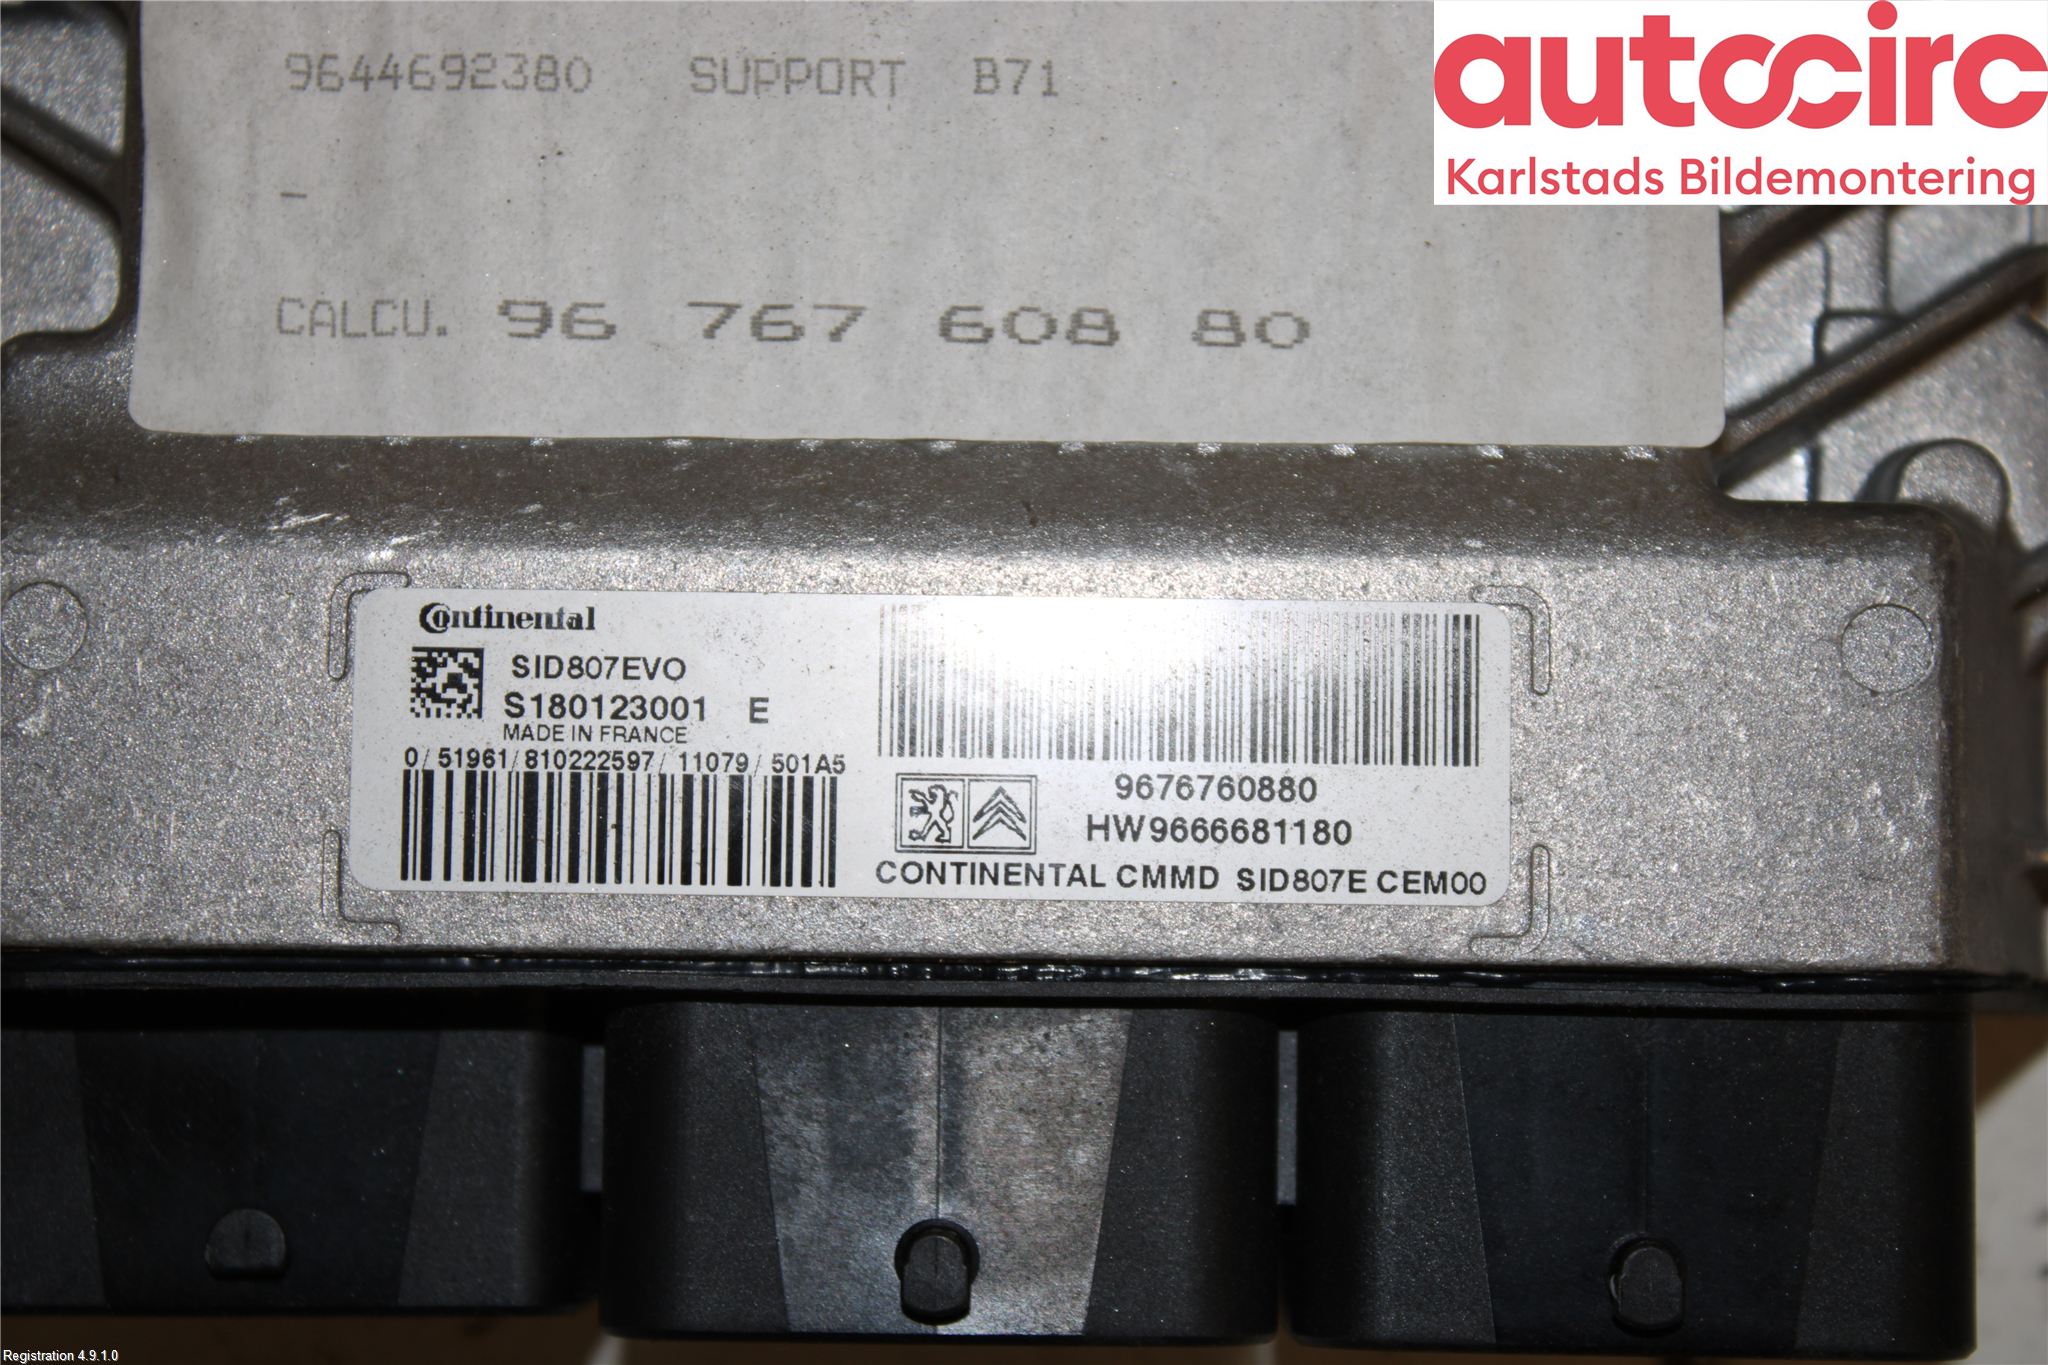 9644692380 SUPPORT B71
-
CALCU. 96 767 608 80
autocirc
Karlstads Bildemontering
Continental
SID807EVO
S180123001 E
MADE IN FRANCE
0/51961/810222597/11079/501A5
9676760880
HW9666681180
CONTINENTAL CMMD SID807E CEM00
Registration 4.9.1.0